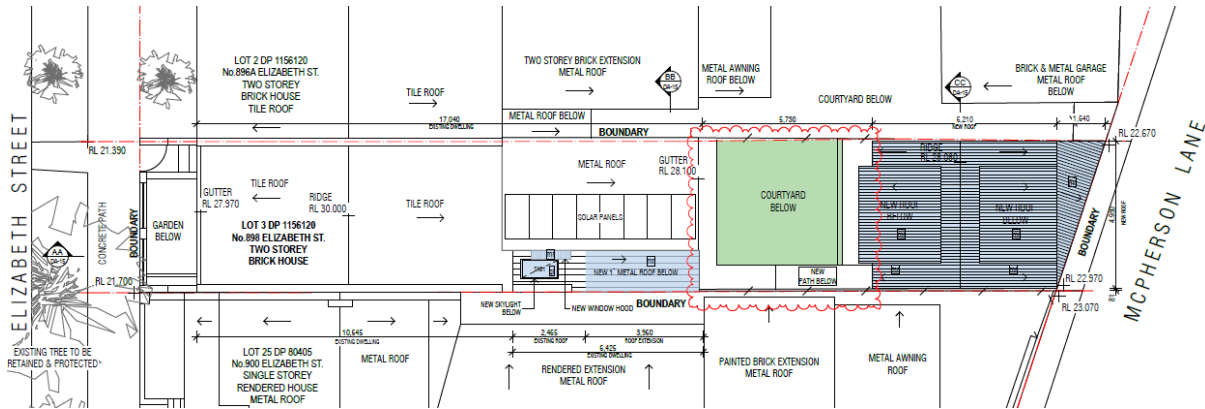 LOT 2 DP 1156120
No.896A ELIZABETH ST.
TWO STOREY
BRICK HOUSE
TILE ROOF
TILE ROOF
TWO STOREY BRICK EXTENSION
METAL ROOF
BB
DA-15
METAL AWNING
ROOF BELOW
COURTYARD BELOW
CC
DA-15
BRICK & METAL GARAGE
METAL ROOF
BELOW
17,040
EXISTING DWELLING
METAL ROOF BELOW
BOUNDARY
5,730
6,210
NEW ROOF
1,640
RL 22.670
ELIZABETH STREET
RL 21.390
CONCRETE PATH
BOUNDARY
GARDEN
BELOW
GUTTER
RL 27.970
TILE ROOF
RIDGE
RL 30.000
LOT 3 DP 1156120
No.898 ELIZABETH ST.
TWO STOREY
BRICK HOUSE
TILE ROOF
METAL ROOF
GUTTER
RL 28.100
SOLAR PANELS
COURTYARD
BELOW
RIDGE
NEW ROOF
BELOW
NEW ROOF
BELOW
4,950
NEW ROOF
BOUNDARY
MCPHERSON LANE
AA
DA-15
RL 21.700
NEW 1
METAL ROOF BELOW
NEW
PATH BELOW
RL 22.970
RL 23.070
NEW SKYLIGHT
BELOW
NEW WINDOW HOOD
BOUNDARY
10,645
EXISTING DWELLING
2,465
EXISTING ROOF
3,960
ROOF EXTENSION
6,425
EXISTING DWELLING
EXISTING TREE TO BE
RETAINED & PROTECTED*
LOT 25 DP 80405
No.900 ELIZABETH ST.
SINGLE STOREY
RENDERED HOUSE
METAL ROOF
METAL ROOF
RENDERED EXTENSION
METAL ROOF
PAINTED BRICK EXTENSION
METAL ROOF
METAL AWNING
ROOF